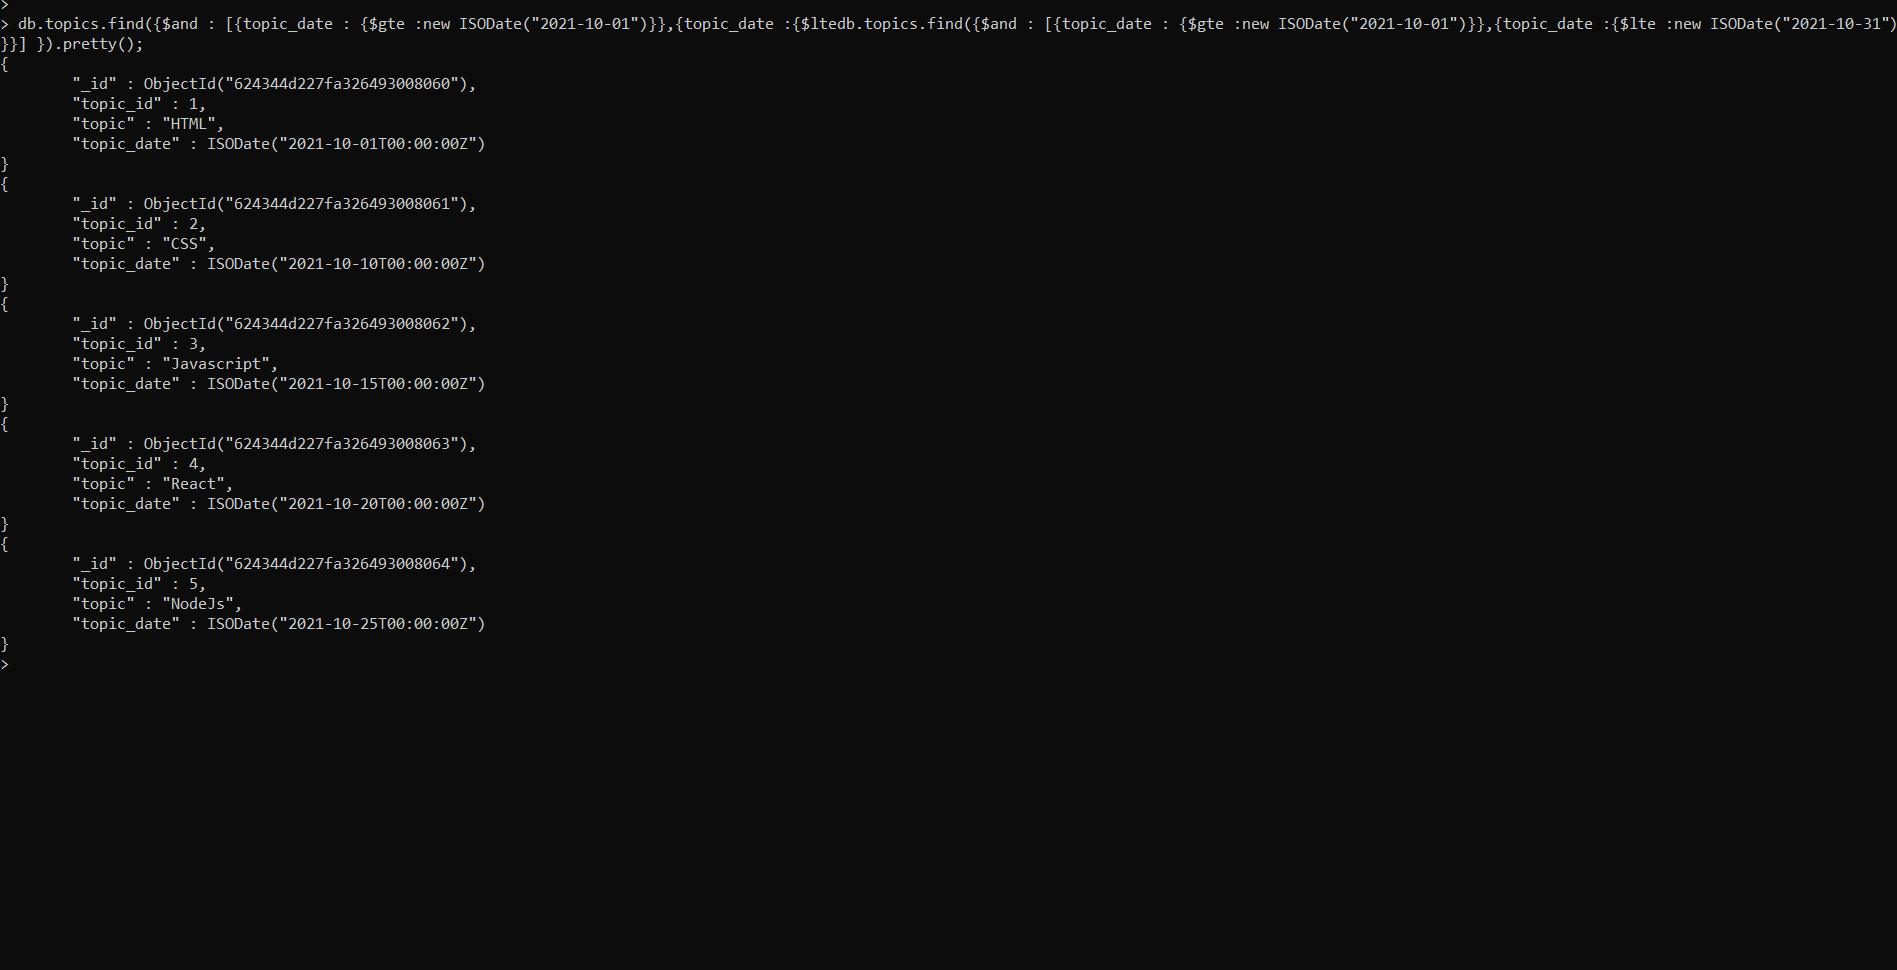 >
> db.topics.find({$and : [{topic_date : {$gte :new ISODate("2021-10-01")}},{topic_date :{$ltedb.topics.find({$and : [{topic_date : {$gte :new ISODate("2021-10-01")}},{topic_date :{$lte :new ISODate("2021-10-31")
}}] }).pretty();
{
        "_id" : ObjectId("624344d227fa326493008060"),
        "topic_id" : 1,
        "topic" : "HTML",
        "topic_date" : ISODate("2021-10-01T00:00:00Z")
}
{
        "_id" : ObjectId("624344d227fa326493008061"),
        "topic_id" : 2,
        "topic" : "CSS",
        "topic_date" : ISODate("2021-10-10T00:00:00Z")
}
{
        "_id" : ObjectId("624344d227fa326493008062"),
        "topic_id" : 3,
        "topic" : "Javascript",
        "topic_date" : ISODate("2021-10-15T00:00:00Z")
}
{
        "_id" : ObjectId("624344d227fa326493008063"),
        "topic_id" : 4,
        "topic" : "React",
        "topic_date" : ISODate("2021-10-20T00:00:00Z")
}
{
        "_id" : ObjectId("624344d227fa326493008064"),
        "topic_id" : 5,
        "topic" : "NodeJs",
        "topic_date" : ISODate("2021-10-25T00:00:00Z")
}
>